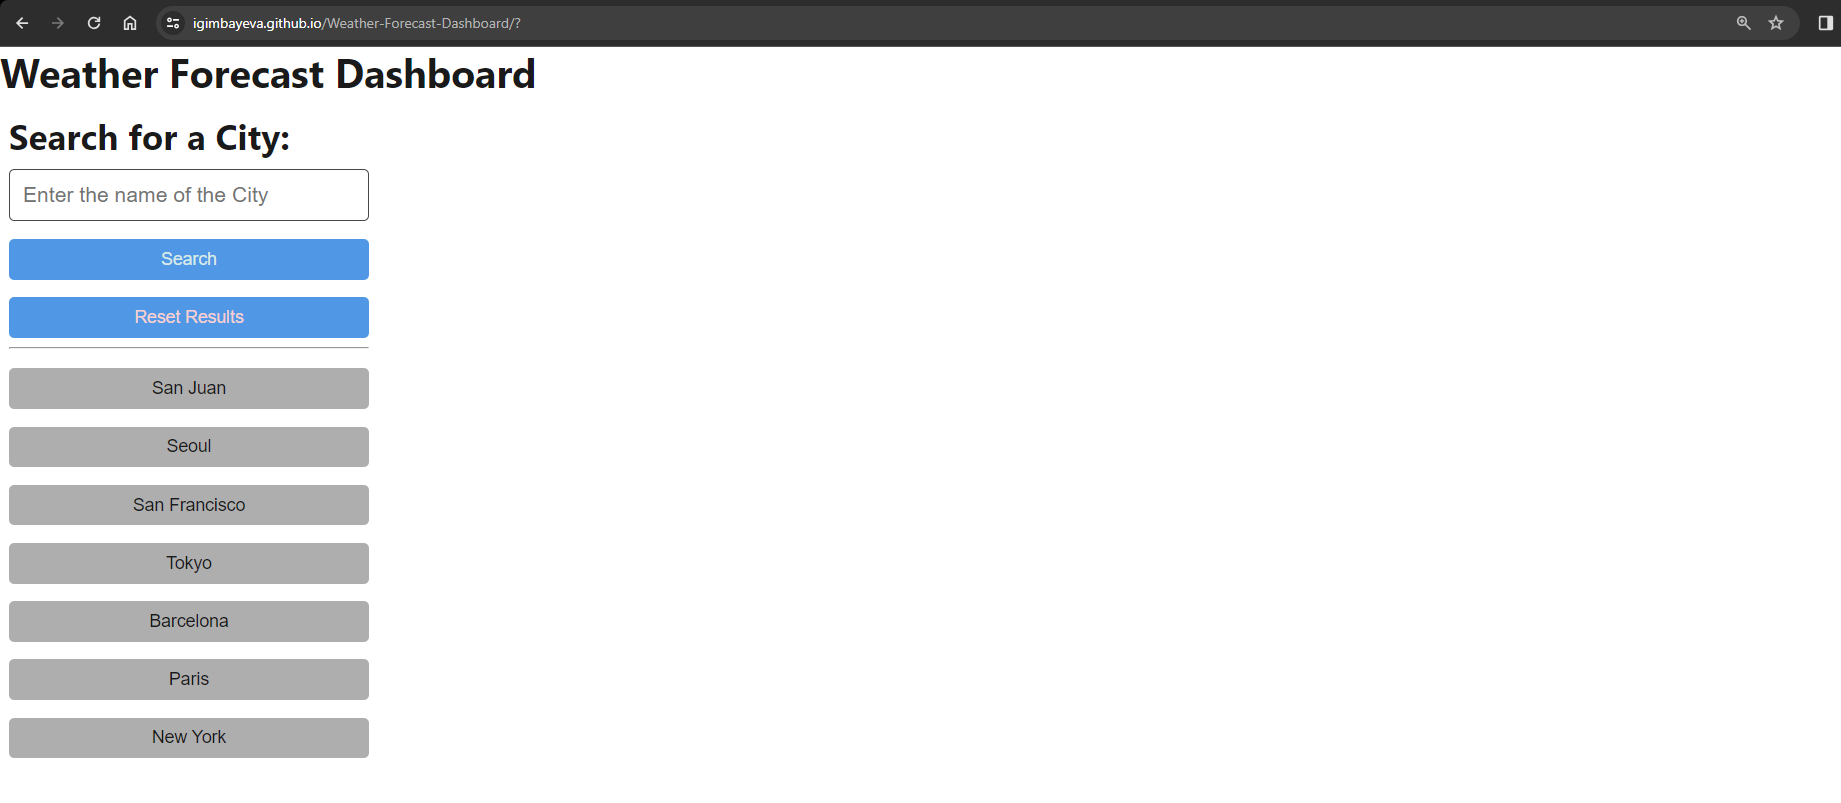 igimbayeva.github.io/Weather-Forecast-Dashboard/?
Weather Forecast Dashboard
Search for a City:
Enter the name of the City
Search
Reset Results
San Juan
Seoul
San Francisco
Tokyo
Barcelona
Paris
New York